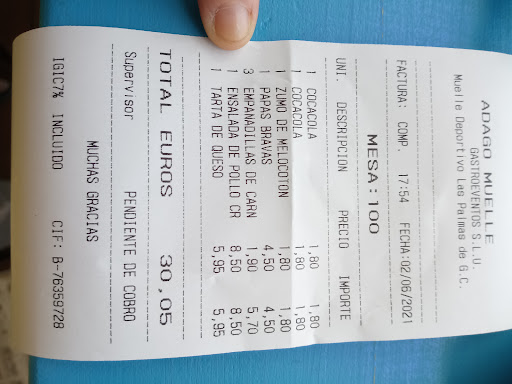 ADAGO MUELLE
GASTROEVENTOS S.L.U.
Muelle Deportivo Las Palmas de G.C.
FACTURA: COMP. 17:54 FECHA:02/06/2021
MESA:100
UNI. DESCRIPCION PRECIO IMPORTE
1 COCACOLA 1,80 1,80
1 COCACOLA 1,80 1,80
1 ZUMO DE MELOCOTON 1,80 1,80
1 PAPAS BRAVAS 4,50 4,50
3 EMPANADILLAS DE CARN 1,90 5,70
1 ENSALADA DE POLLO CR 8,50 8,50
1 TARTA DE QUESO 5,95 5,95
TOTAL EUROS 30,05
Supervisor PENDIENTE DE COBRO
MUCHAS GRACIAS
IGIC7% INCLUIDO CIF: B-76359728